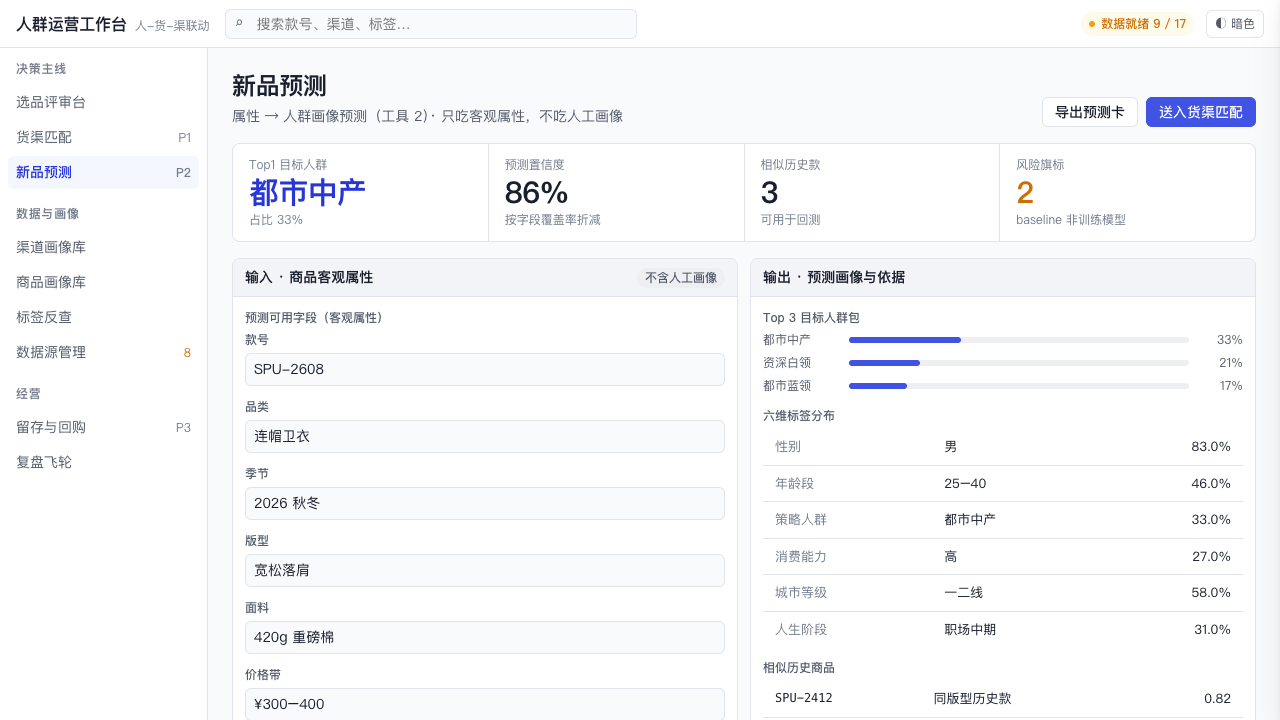 人群运营工作台 人–货–渠联动
搜索款号、渠道、标签…
数据就绪 9 / 17
暗色
决策主线
选品评审台
货渠匹配 P1
新品预测 P2
数据与画像
渠道画像库
商品画像库
标签反查
数据源管理 8
经营
留存与回购 P3
复盘飞轮
新品预测
属性 → 人群画像预测（工具 2）· 只吃客观属性，不吃人工画像
导出预测卡
送入货渠匹配
Top1 目标人群
都市中产
占比 33%
预测置信度
86%
按字段覆盖率折减
相似历史款
3
可用于回测
风险旗标
2
baseline 非训练模型
输入 · 商品客观属性
不含人工画像
预测可用字段（客观属性）
款号
SPU–2608
品类
连帽卫衣
季节
2026 秋冬
版型
宽松落肩
面料
420g 重磅棉
价格带
¥300—400
输出 · 预测画像与依据
Top 3 目标人群包
都市中产 33%
资深白领 21%
都市蓝领 17%
六维标签分布
性别 男 83.0%
年龄段 25—40 46.0%
策略人群 都市中产 33.0%
消费能力 高 27.0%
城市等级 一二线 58.0%
人生阶段 职场中期 31.0%
相似历史商品
SPU–2412 同版型历史款 0.82